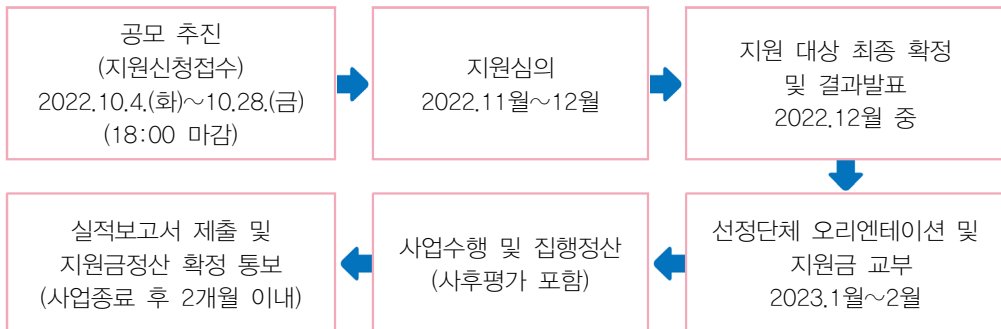 공모 추진
(지원신청접수)
2022.10.4.(화)~10.28.(금)
(18:00 마감)
지원심의
2022.11월~12월
지원 대상 최종 확정
및 결과발표
2022.12월 중
선정단체 오리엔테이션 및
지원금 교부
2023.1월~2월
사업수행 및 집행정산
(사후평가 포함)
실적보고서 제출 및
지원금정산 확정 통보
(사업종료 후 2개월 이내)